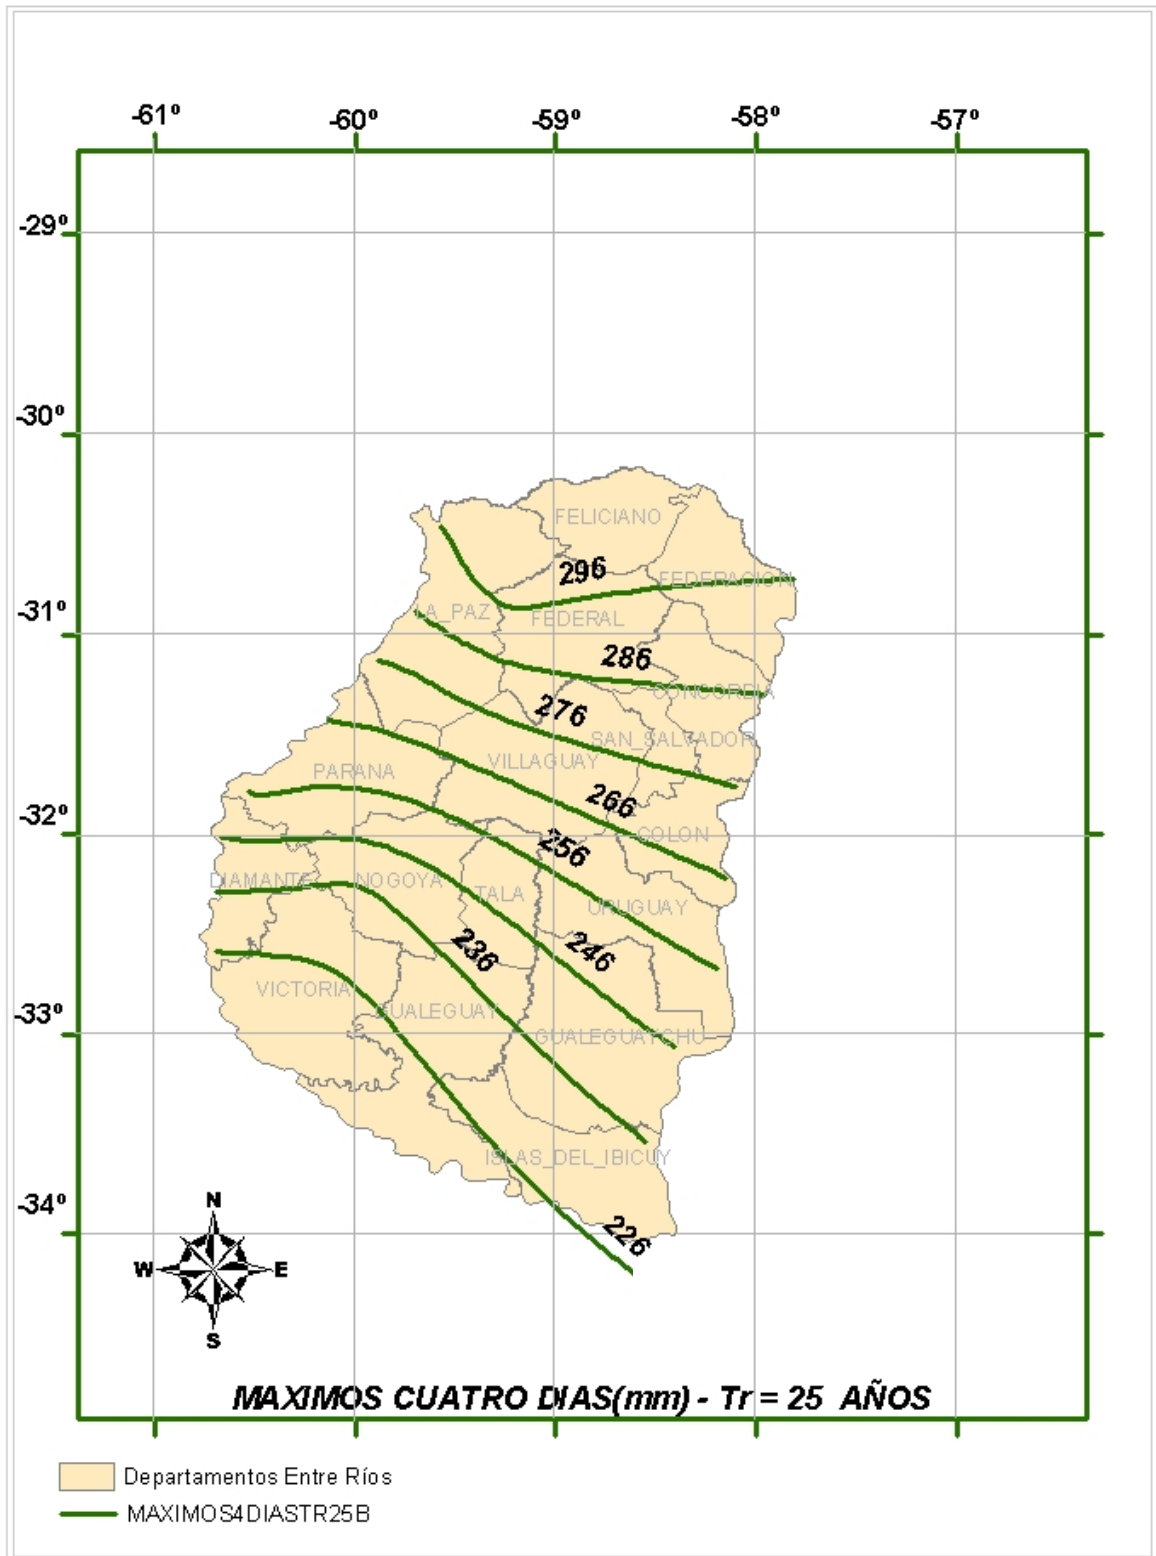 -61º -60º -59º -58º -57º
-29º
-30º
FELICIANO
296
FEDERACION
-31º
LA_PAZ
FEDERAL
286
CONCORDIA
276
SAN_SALVADOR
VILLAGUAY
PARANA
266
-32º
COLON
256
DIAMANTE
NOGOYA
TALA
URUGUAY
236
246
VICTORIA
-33º
GUALEGUAY
GUALEGUAYCHU
ISLAS_DEL_IBICUY
-34º
226
N
W E
S
MAXIMOS CUATRO DIAS(mm) - Tr = 25 AÑOS
Departamentos Entre Ríos
MAXIMOS4DIASTR25B